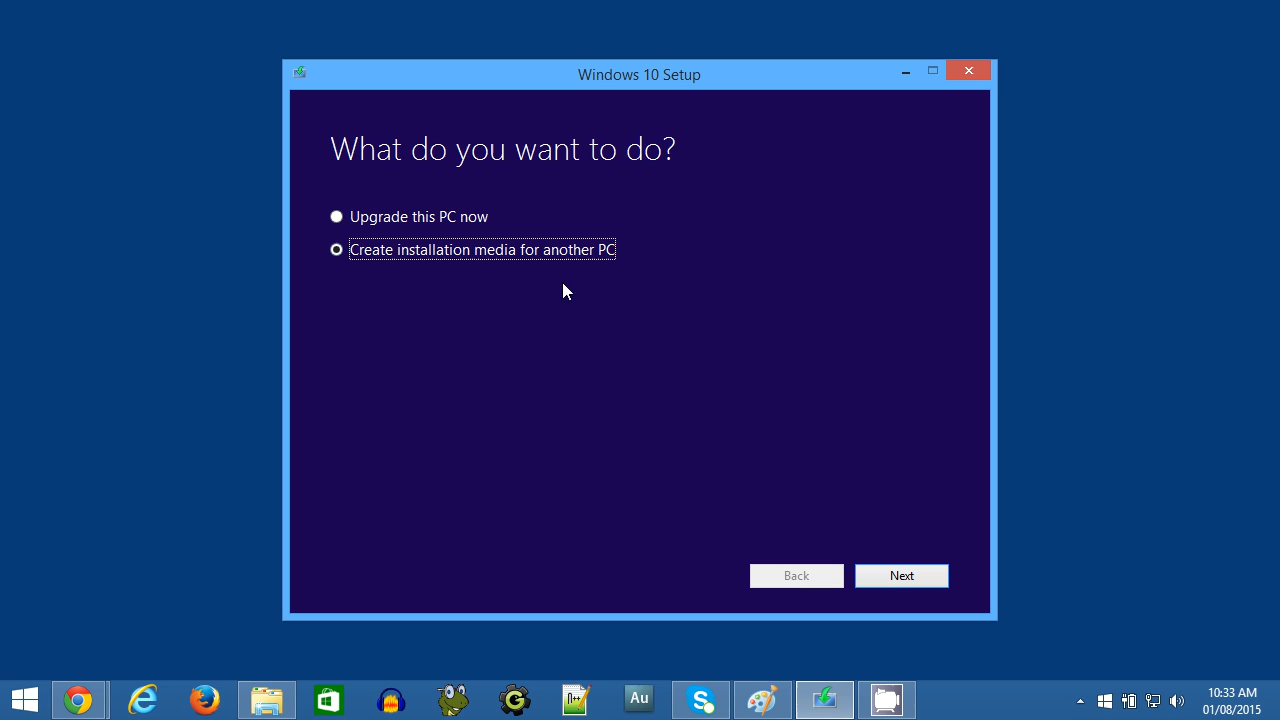 Windows 10 Setup
What do you want to do?
Upgrade this PC now
Create installation media for another PC
Back
Next
Au
10:33 AM
01/08/2015